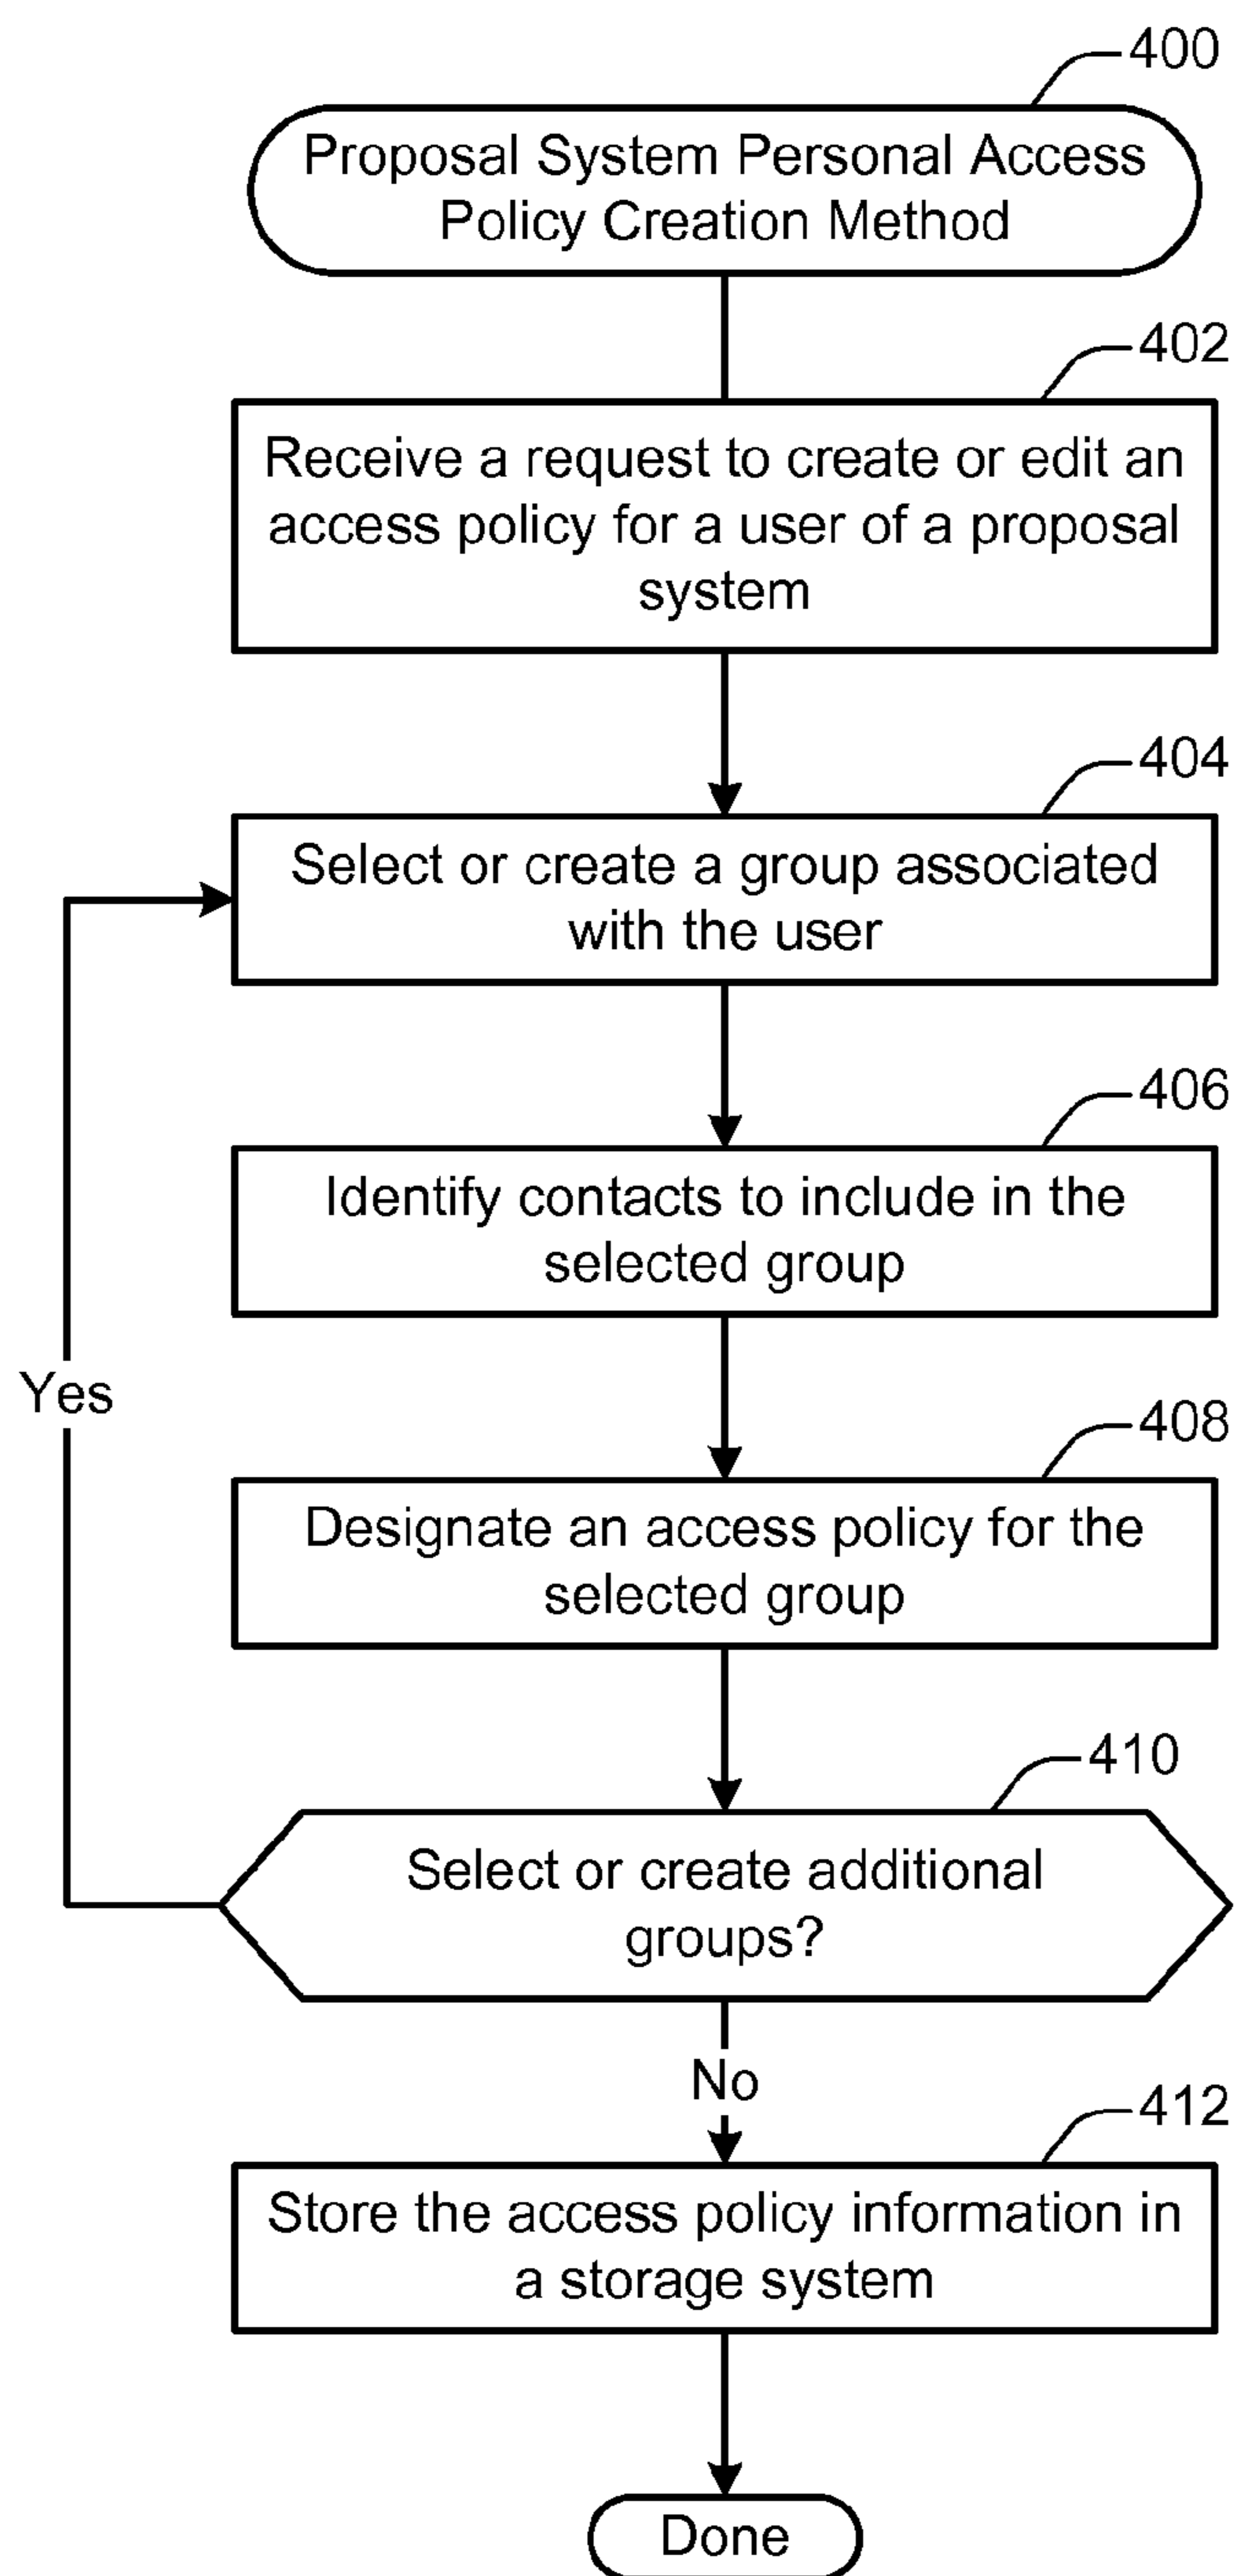 400
Proposal System Personal Access
Policy Creation Method
402
Receive a request to create or edit an
access policy for a user of a proposal
system
404
Select or create a group associated
with the user
406
Identify contacts to include in the
selected group
Yes
408
Designate an access policy for the
selected group
410
Select or create additional
groups?
No
412
Store the access policy information in
a storage system
Done